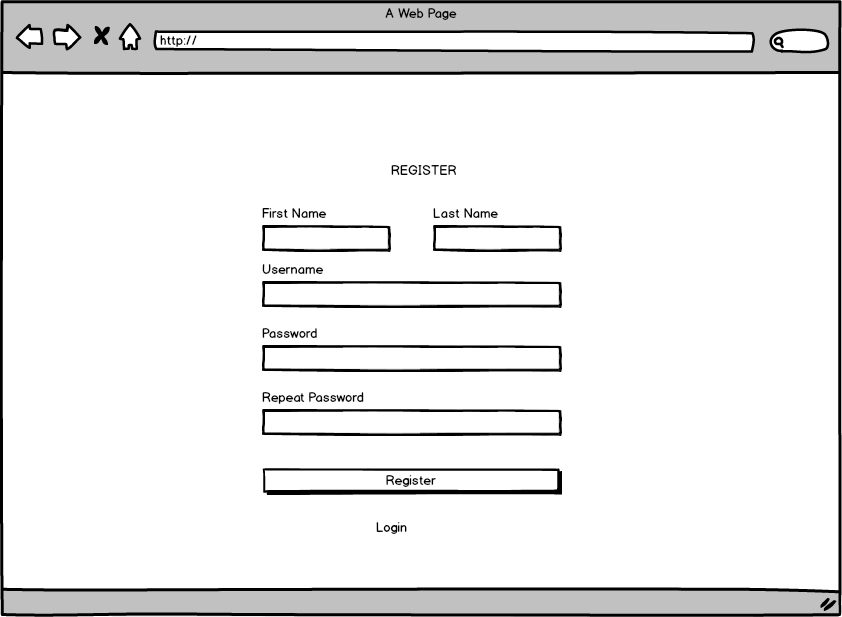 A Web Page
http://
REGISTER
First Name Last Name
Username
Password
Repeat Password
Register
Login